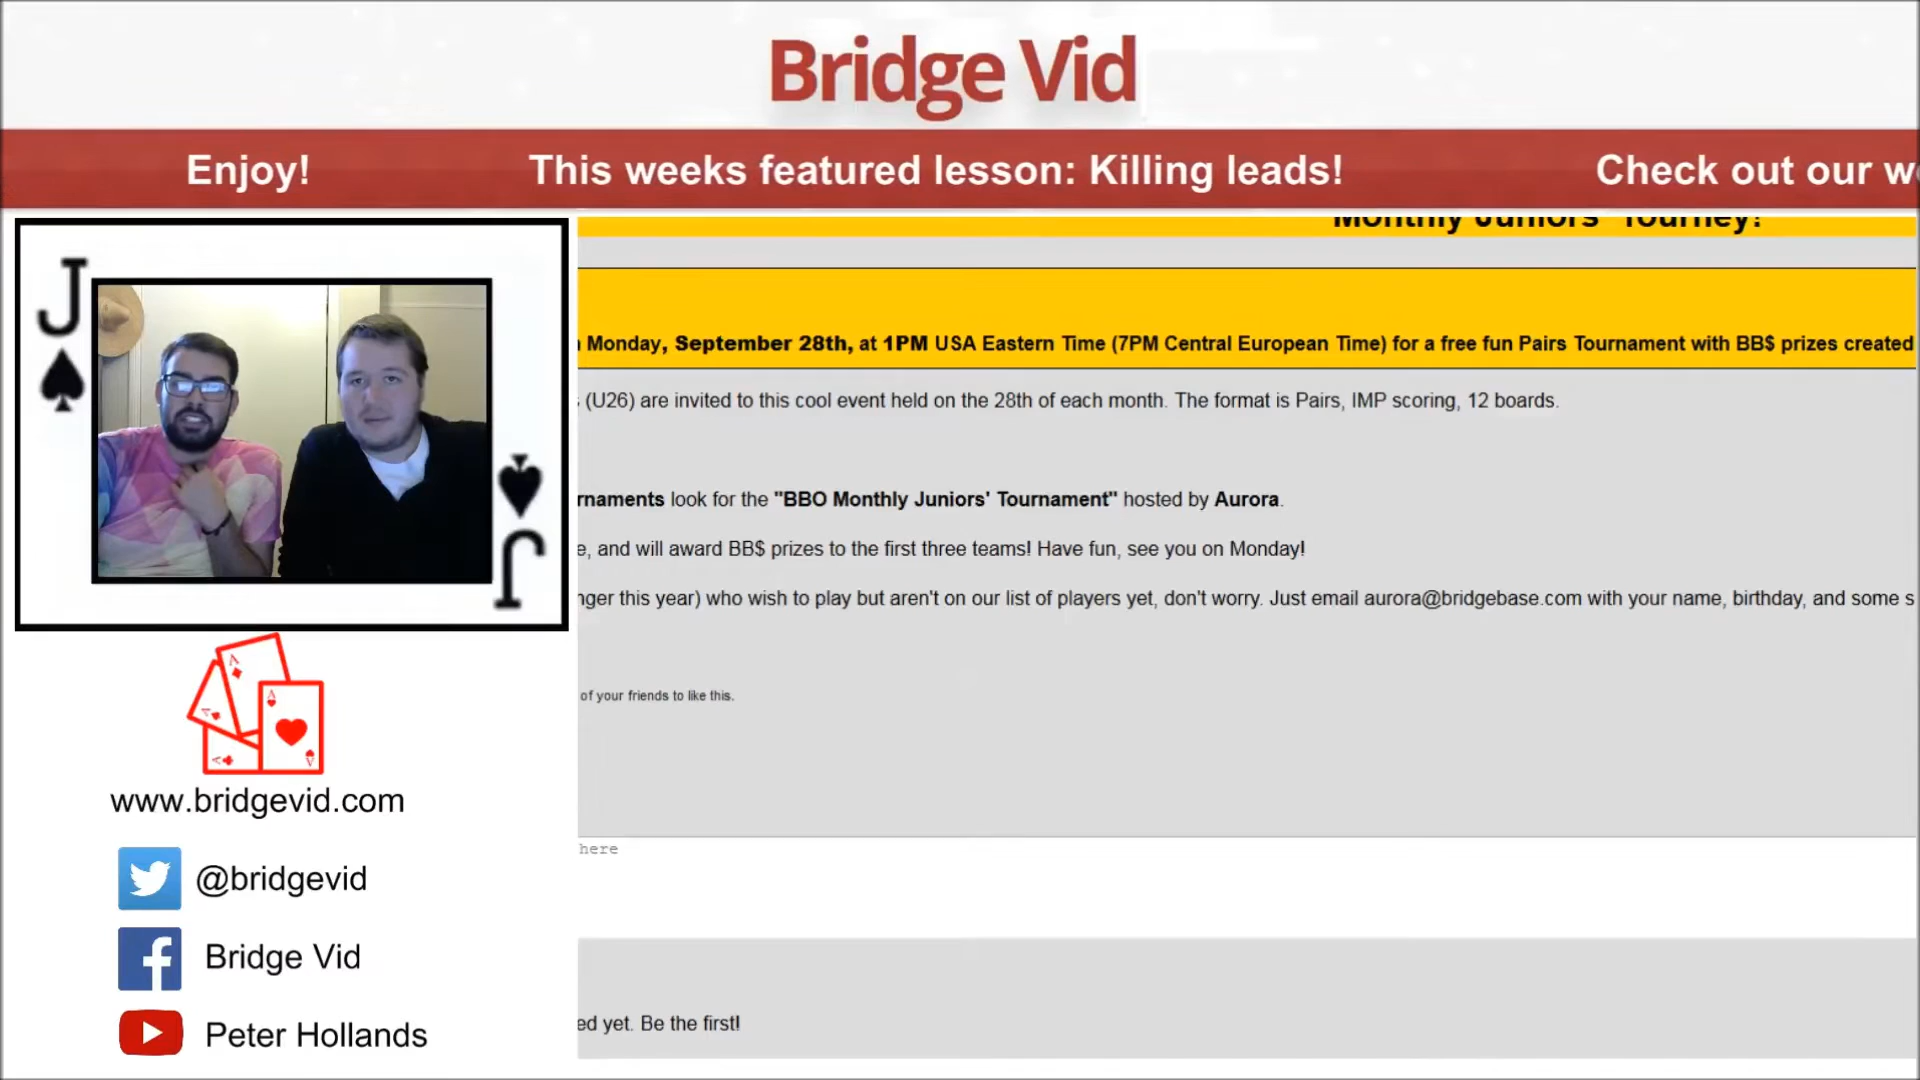 Bridge Vid
Enjoy!
This weeks featured lesson: Killing leads!
Check out our w
Monthly Juniors' Tourney!
Monday, September 28th, at 1PM USA Eastern Time (7PM Central European Time) for a free fun Pairs Tournament with BB$ prizes created
(U26) are invited to this cool event held on the 28th of each month. The format is Pairs, IMP scoring, 12 boards.
rnaments look for the "BBO Monthly Juniors' Tournament" hosted by Aurora.
e, and will award BB$ prizes to the first three teams! Have fun, see you on Monday!
nger this year) who wish to play but aren't on our list of players yet, don't worry. Just email aurora@bridgebase.com with your name, birthday, and some s
of your friends to like this.
here
ed yet. Be the first!
J
J
A
A
A
A
A
www.bridgevid.com
@bridgevid
Bridge Vid
Peter Hollands